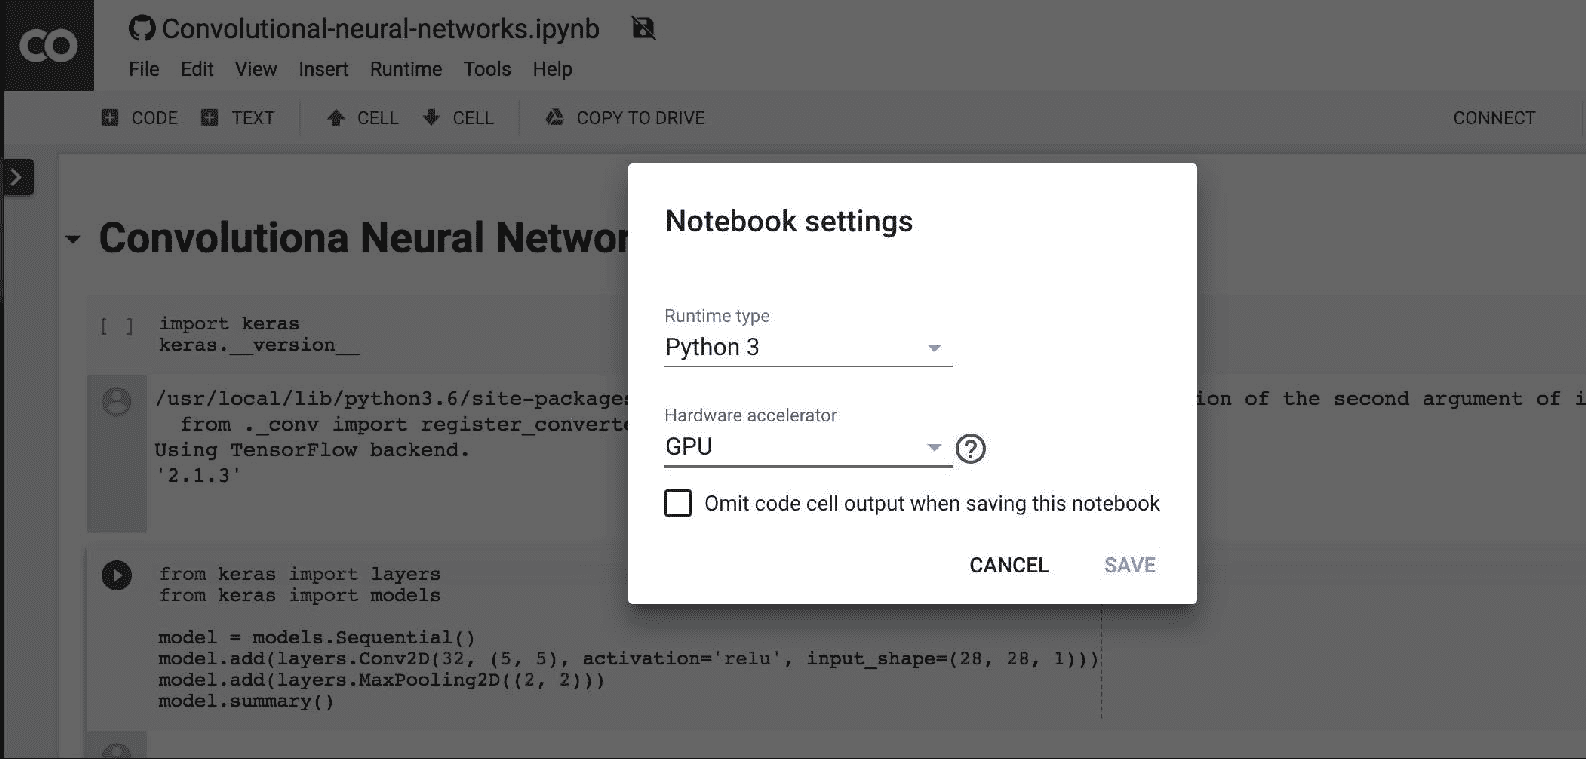 CO
Convolutional-neural-networks.ipynb
File Edit View Insert Runtime Tools Help
CODE TEXT CELL CELL COPY TO DRIVE CONNECT
Convolutiona Neural Networ
[ ] import keras
keras.__version__
/usr/local/lib/python3.6/site-packages
ion of the second argument of i
from ._conv import register_converte
Using TensorFlow backend.
'2.1.3'
from keras import layers
from keras import models
model = models.Sequential()
model.add(layers.Conv2D(32, (5, 5), activation='relu', input_shape=(28, 28, 1)))
model.add(layers.MaxPooling2D((2, 2)))
model.summary()
Notebook settings
Runtime type
Python 3
Hardware accelerator
GPU
?
Omit code cell output when saving this notebook
CANCEL SAVE